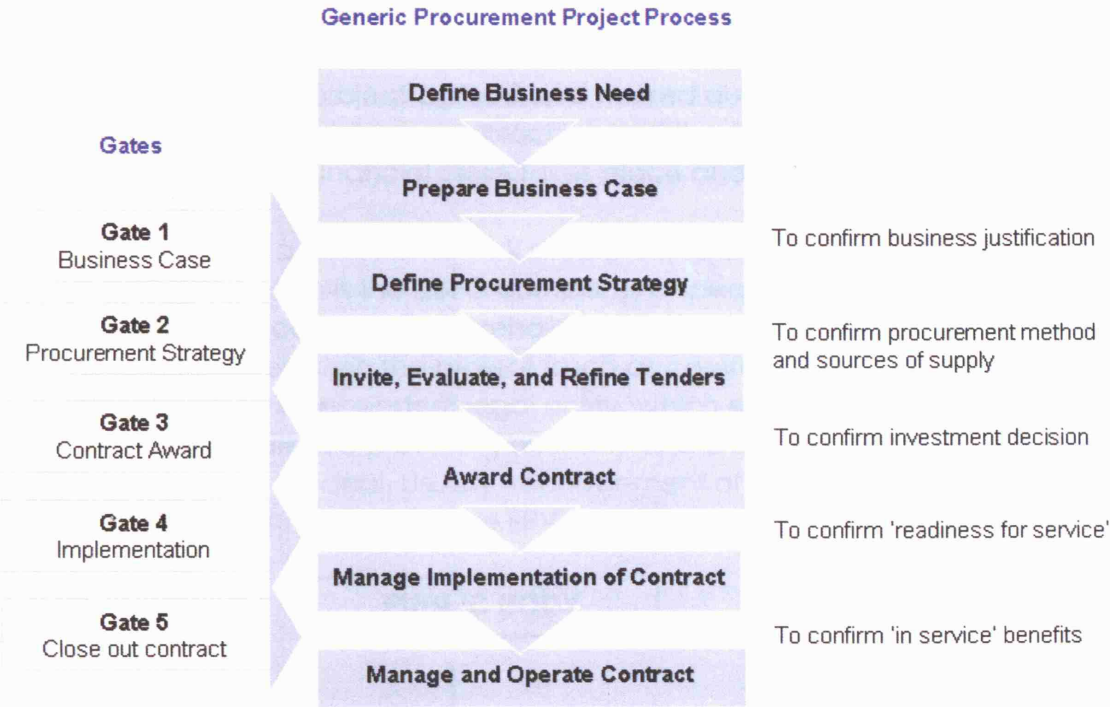 Generic Procurement Project Process
Define Business Need
Gates
Prepare Business Case
Gate 1
Business Case
To confirm business justification
Define Procurement Strategy
Gate 2
Procurement Strategy
To confirm procurement method
and sources of supply
Invite, Evaluate, and Refine Tenders
Gate 3
Contract Award
To confirm investment decision
Award Contract
Gate 4
Implementation
To confirm 'readiness for service'
Manage Implementation of Contract
Gate 5
Close out contract
To confirm 'in service' benefits
Manage and Operate Contract